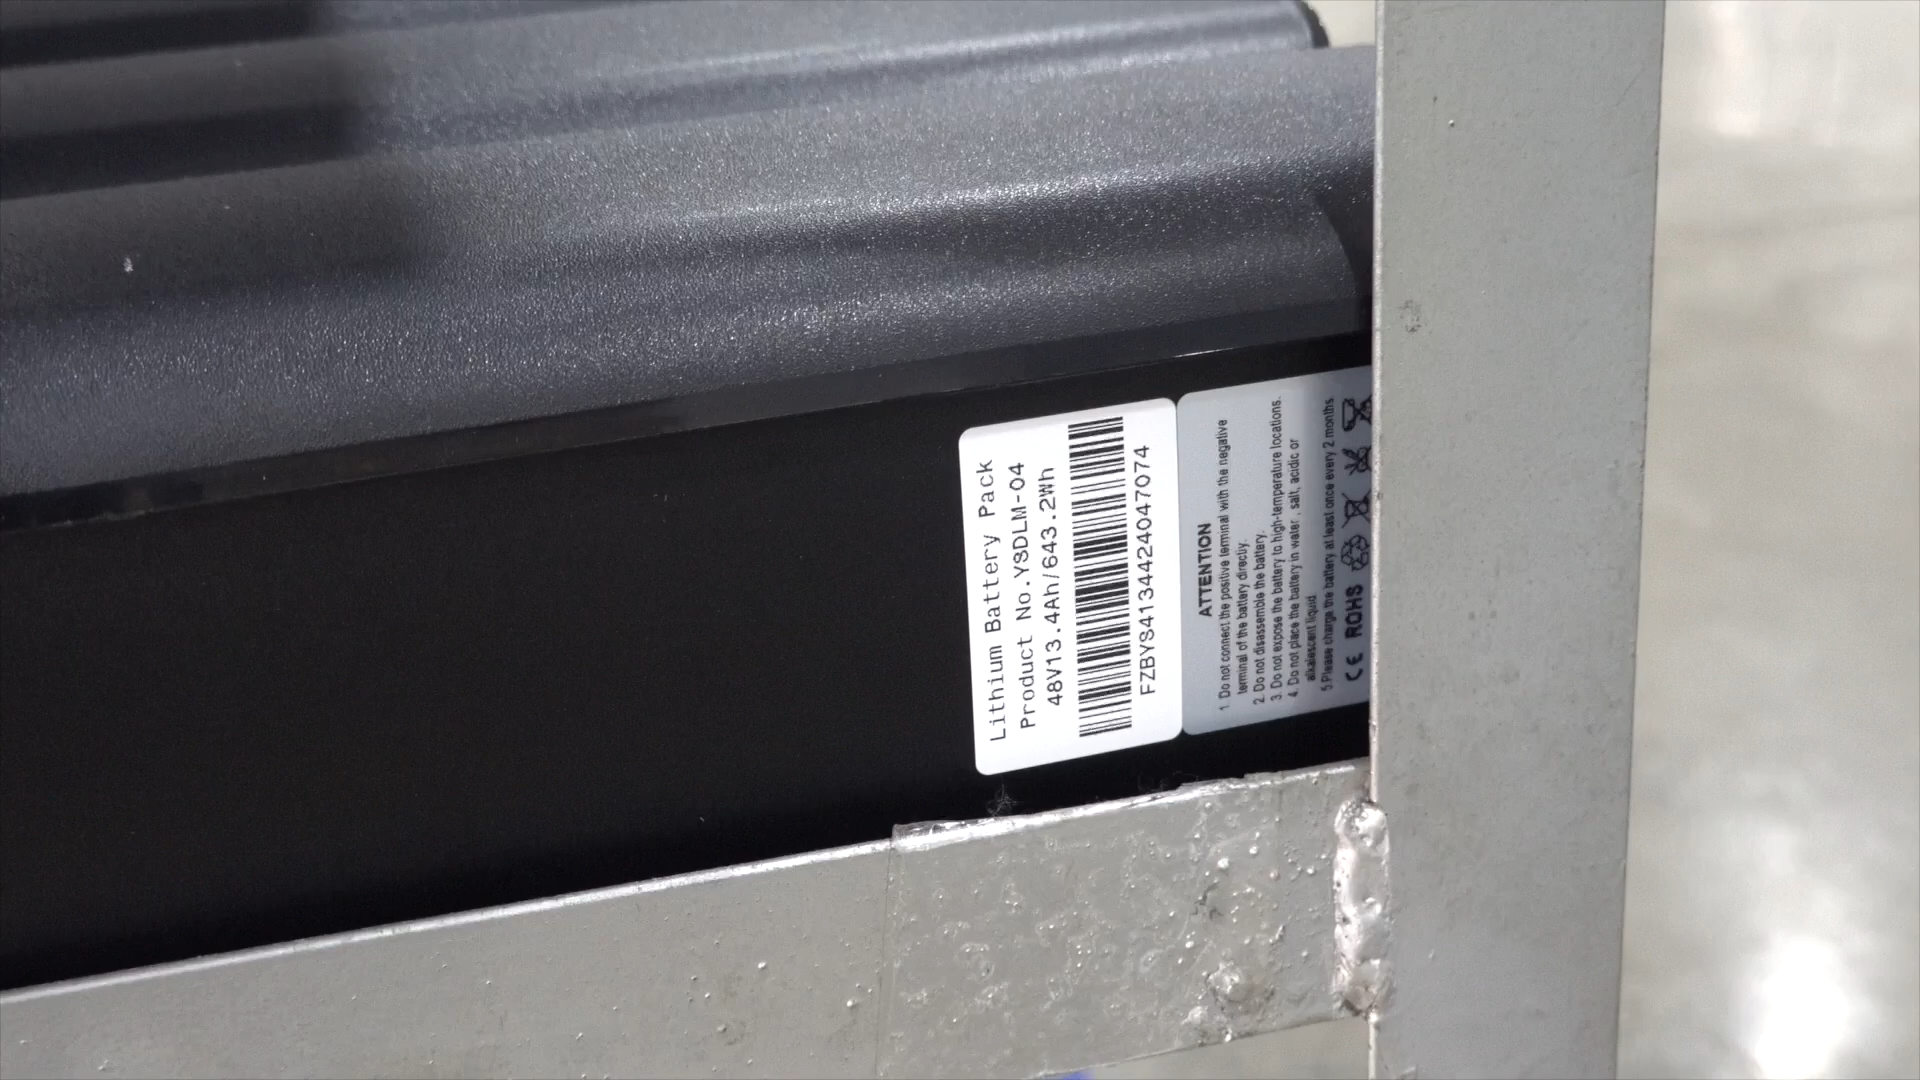 Lithium Battery Pack
Product No.YSDLM-04
48V13.4Ah/643.2Wh
FZBYS4134424047074
ATTENTION
1. Do not connect the positive terminal with the negative
terminal of the battery directly.
2. Do not disassemble the battery.
3. Do not expose the battery to high-temperature locations.
4. Do not place the battery in water , salt, acidic or
alkalescent liquid
5.Please charge the battery at least once every 2 months
CE ROHS